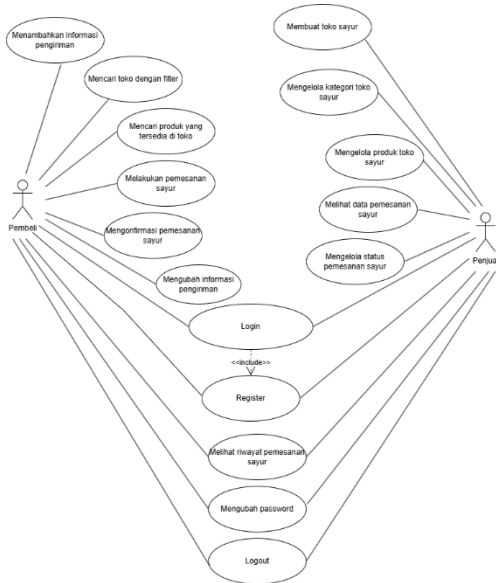 Menambahkan informasi
pengiriman
Membuat toko sayur
Mencari toko dengan filter
Mengelola kategori toko
sayur
Mencari produk yang
tersedia di toko
Mengelola produk toko
sayur
Melakukan pemesanan
sayur
Melihat data pemesanan
sayur
Pembeli
Mengonfirmasi pemesanan
sayur
Mengelola status
pemesanan sayur
Penjual
Mengubah informasi
pengiriman
Login
<<include>>
Register
Melihat riwayat pemesanan
sayur
Mengubah password
Logout